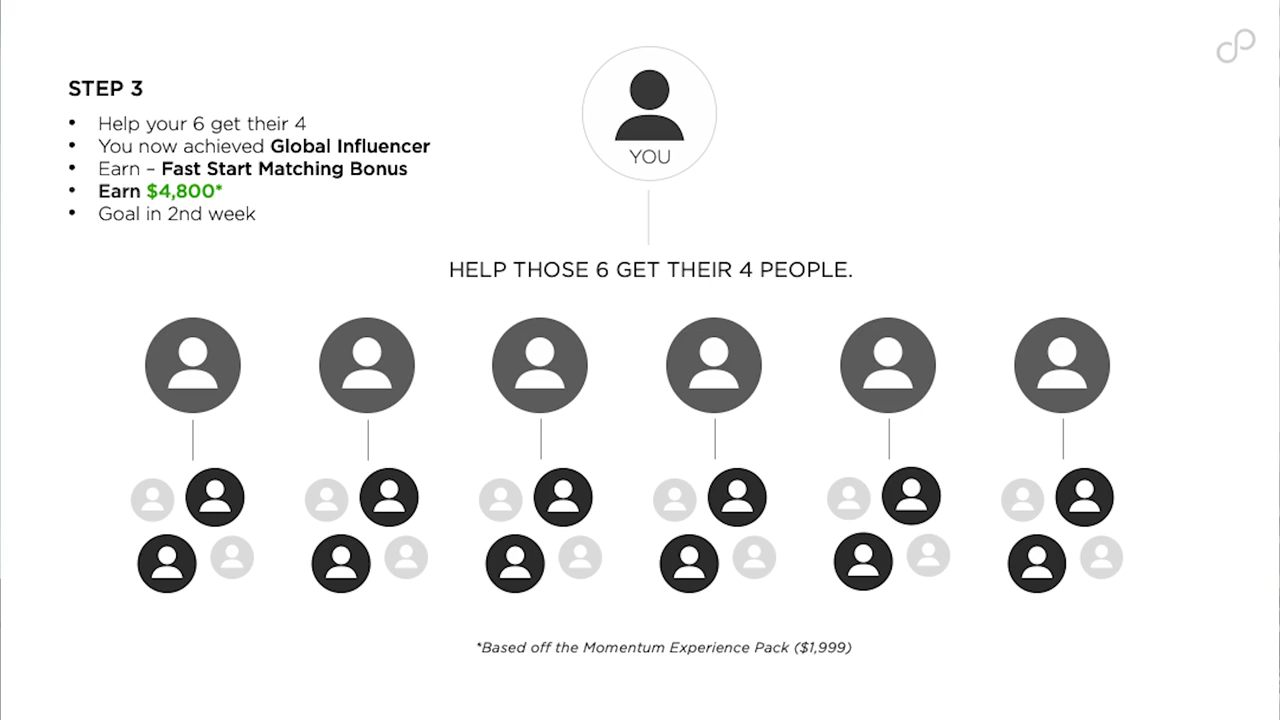 STEP 3
• Help your 6 get their 4
• You now achieved Global Influencer
• Earn – Fast Start Matching Bonus
• Earn $4,800*
• Goal in 2nd week
YOU
HELP THOSE 6 GET THEIR 4 PEOPLE.
*Based off the Momentum Experience Pack ($1,999)